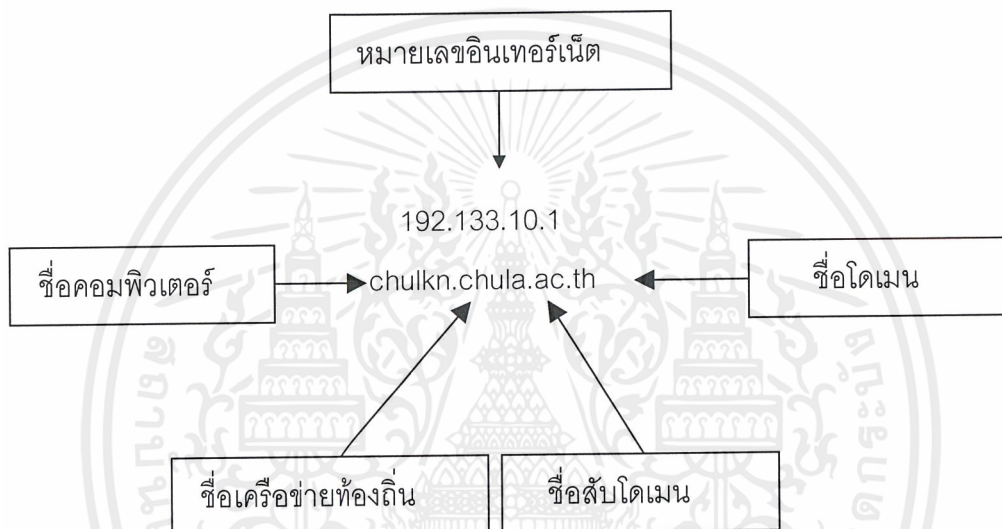 หมายเลขอินเทอร์เน็ต
192.133.10.1
ชื่อคอมพิวเตอร์
chulkn.chula.ac.th
ชื่อโดเมน
ชื่อเครือข่ายท้องถิ่น
ชื่อสับโดเมน